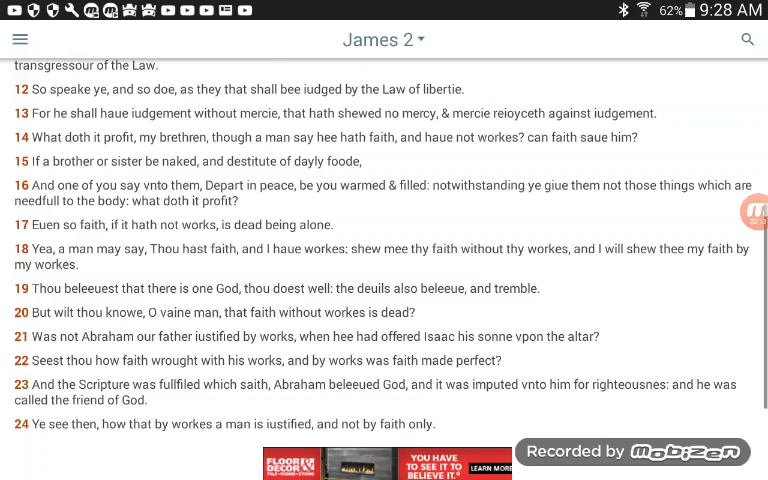 62% 9:28 AM
James 2
transgressour of the Law.
12 So speake ye, and so doe, as they that shall bee iudged by the Law of libertie.
13 For he shall haue iudgement without mercie, that hath shewed no mercy, & mercie reioyceth against iudgement.
14 What doth it profit, my brethren, though a man say hee hath faith, and haue not workes? can faith saue him?
15 If a brother or sister be naked, and destitute of dayly foode,
16 And one of you say vnto them, Depart in peace, be you warmed & filled: notwithstanding ye giue them not those things which are
needfull to the body: what doth it profit?
17 Euen so faith, if it hath not works, is dead being alone.
18 Yea, a man may say, Thou hast faith, and I haue workes: shew mee thy faith without thy workes, and I will shew thee my faith by
my workes.
19 Thou beleeuest that there is one God, thou doest well: the deuils also beleeue, and tremble.
20 But wilt thou knowe, O vaine man, that faith without workes is dead?
21 Was not Abraham our father iustified by works, when hee had offered Isaac his sonne vpon the altar?
22 Seest thou how faith wrought with his works, and by works was faith made perfect?
23 And the Scripture was fullfiled which saith, Abraham beleeued God, and it was imputed vnto him for righteousnes: and he was
called the friend of God.
24 Ye see then, how that by workes a man is iustified, and not by faith only.
FLOOR & DECOR
TILE • WOOD • STONE
YOU HAVE
TO SEE IT TO
BELIEVE IT.
LEARN MORE
Recorded by MOBIZEN